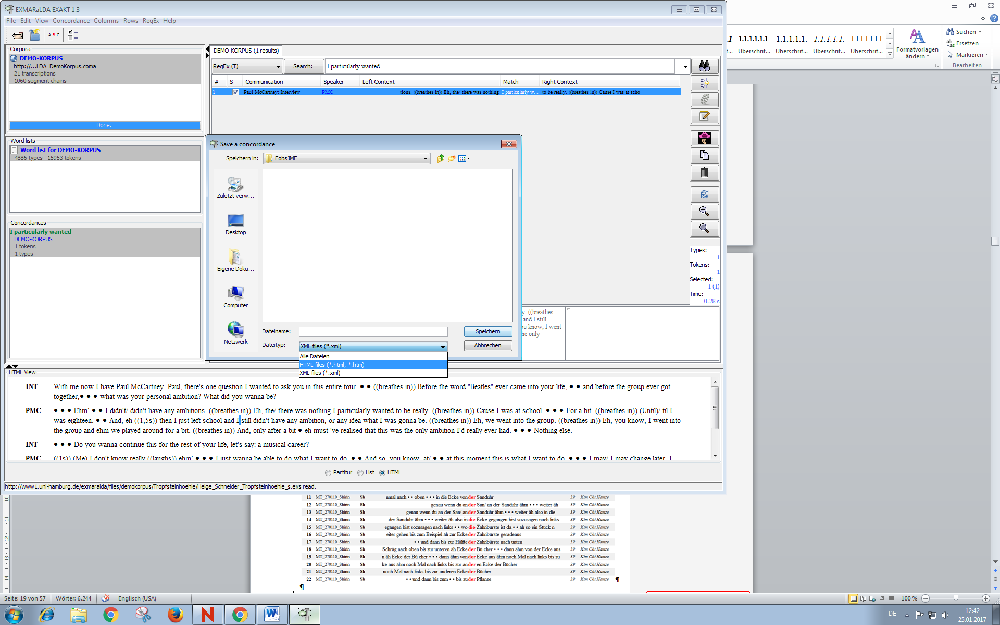 EXMARaLDA EXAKT 1.3
File Edit View Concordance Columns Rows RegEx Help
A B C
Corpora
DEMO-KORPUS
http://...LDA_DemoKorpus.coma
21 transcriptions
1060 segment chains
Done.
Word lists
Word list for DEMO-KORPUS
4886 types 15953 tokens
Concordances
I particularly wanted
DEMO-KORPUS
1 tokens
1 types
DEMO-KORPUS (1 results)
RegEx (T) Search: I particularly wanted
# S Communication Speaker Left Context Match Right Context
1 Paul McCartney: Interview PMC tions. ((breathes in)) Eh, the/ there was nothing I particularly w... to be really. ((breathes in)) Cause I was at scho
Types:
1
Tokens:
1
Selected:
1 (1)
Time:
0.28 s
Save a concordance
Speichern in: FobsJMF
Zuletzt verw...
Desktop
Eigene Doku...
Computer
Netzwerk
Dateiname:
Speichern
Dateityp: XML files (*.xml)
Abbrechen
Alle Dateien
HTML files (*.html, *.htm)
XML files (*.xml)
y. ((breathes
and I still
u know, I went
e only
HTML View
INT With me now I have Paul McCartney. Paul, there's one question I wanted to ask you in this entire tour. ● ● ((breathes in)) Before the word "Beatles" ever came into your life, ● ● and before the group ever got
together,● ● ● what was your personal ambition? What did you wanna be?
PMC ● ● ● Ehm˙ ● ● I didn't/ didn't have any ambitions. ((breathes in)) Eh, the/ there was nothing I particularly wanted to be really. ((breathes in)) Cause I was at school. ● ● ● For a bit. ((breathes in)) (Until)/ til I
was eighteen. ● ● And, eh ((1,5s)) then I just left school and I still didn't have any ambition, or any idea what I was gonna be. ((breathes in)) Eh, we went into the group. ((breathes in)) Eh, you know, I went into
the group and ehm we played around for a bit. ((breathes in)) And, only after a bit ● eh must 've realised that this was the only ambition I'd really ever had. ● ● ● Nothing else.
INT ● ● ● Do you wanna continue this for the rest of your life, let's say: a musical career?
PMC ((1s)) (Me) I don't know really ((laughs)) ehm˙ ● ● ● I just wanna be able to do what I want to do. ● ● And so, you know, at/ ● ● at this moment this is what I want to do. ● ● ● I may/ I may change later. I
Partitur List HTML
http://www1.uni-hamburg.de/exmaralda/files/demokorpus/Tropfsteinhoehle/Helge_Schneider_Tropfsteinhoehle_s.exs read.
1 1.1.1.1.1.1 1.1.1.1.1. 1.1.1.1.1. 1.1.1.1.1.1.1
f... Überschrif... Überschrif... Überschrif... Überschrif...
Formatvorlagen
ändern
Suchen
Ersetzen
Markieren
Bearbeiten
11 MT_270110_Shirin Sh nmal nach • • oben • • • in die Ecke von der Sanduhr 39 Kim Chi Hamze
12 MT_270110_Shirin Sh genau wenn du an der San/ an der Sanduhr ähm • • • weiter äh 39 Kim Chi Hamze
13 MT_270110_Shirin Sh genau wenn du an der San/ an der Sanduhr ähm • • • weiter äh also in die 39 Kim Chi Hamze
14 MT_270110_Shirin Sh der Sanduhr ähm • • • weiter äh also in die Ecke gegangen bist sozusagen nach links 39 Kim Chi Hamze
15 MT_270110_Shirin Sh egangen bist sozusagen nach links • • wo die Zahnbürste ist da • • äh so ein Stück n 39 Kim Chi Hamze
16 MT_270110_Shirin Sh eiter gehen bis zum Beispiel äh zur Ecke der Zahnbürste geradeaus 39 Kim Chi Hamze
17 MT_270110_Shirin Sh • • und dann bis zur Hälfte der Zahnbürste nach unten 39 Kim Chi Hamze
18 MT_270110_Shirin Sh Schräg nach oben bis zur unteren äh Ecke der Bü cher • • • dann ähm von der Ecke aus 39 Kim Chi Hamze
19 MT_270110_Shirin Sh n äh Ecke der Bü cher • • • dann ähm von der Ecke aus ähm noch Mal nach links bis zu 39 Kim Chi Hamze
20 MT_270110_Shirin Sh ke aus ähm noch Mal nach links bis zur an der en Ecke der Bücher 39 Kim Chi Hamze
21 MT_270110_Shirin Sh noch Mal nach links bis zur anderen Ecke der Bücher 39 Kim Chi Hamze
22 MT_270110_Shirin Sh • • und dann bis zum • • bis zu der Pflanze 39 Kim Chi Hamze ¶
¶
10 11 12 13 14
Seite: 19 von 57 Wörter: 6.244 Englisch (USA) 100 %
DE 12:42
25.01.2017